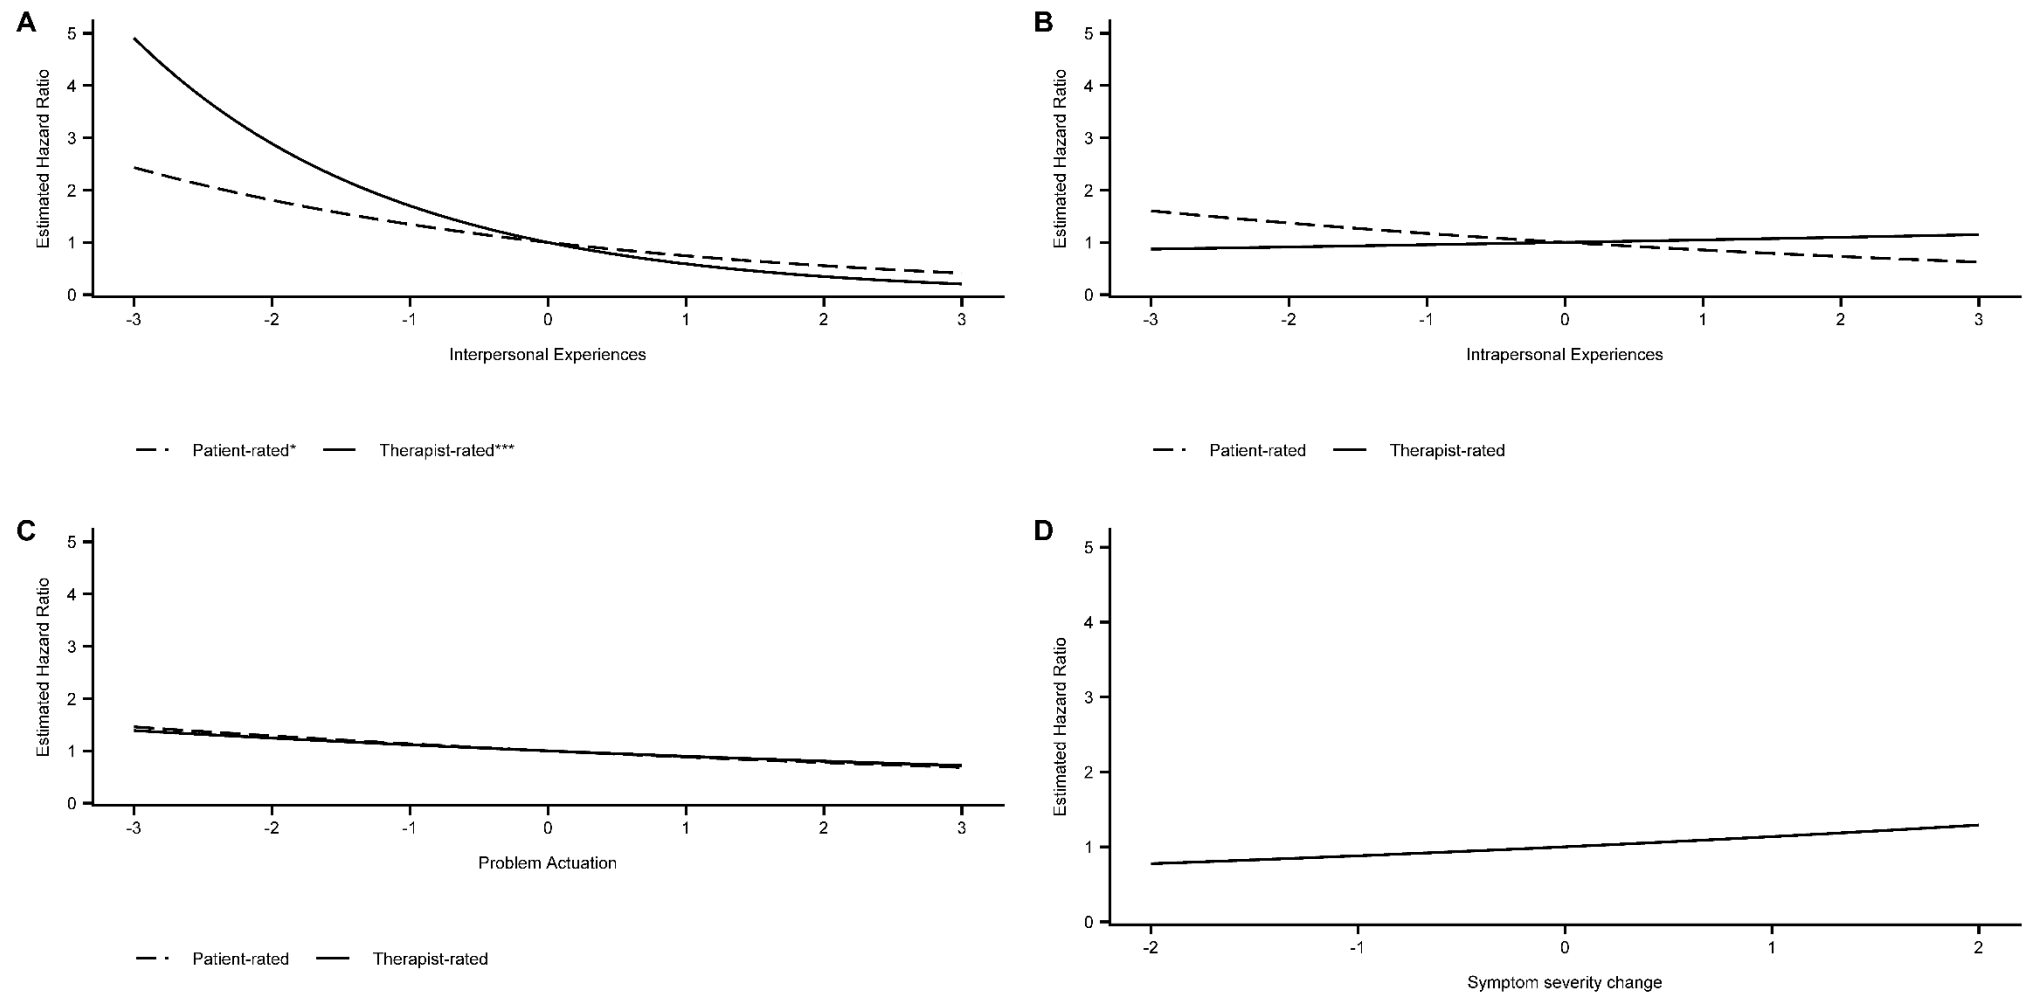 A
Estimated Hazard Ratio
5
4
3
2
1
0
-3 -2 -1 0 1 2 3
Interpersonal Experiences
Patient-rated* Therapist-rated***
B
Estimated Hazard Ratio
5
4
3
2
1
0
-3 -2 -1 0 1 2 3
Intrapersonal Experiences
Patient-rated Therapist-rated
C
Estimated Hazard Ratio
5
4
3
2
1
0
-3 -2 -1 0 1 2 3
Problem Actuation
Patient-rated Therapist-rated
D
Estimated Hazard Ratio
5
4
3
2
1
0
-2 -1 0 1 2
Symptom severity change